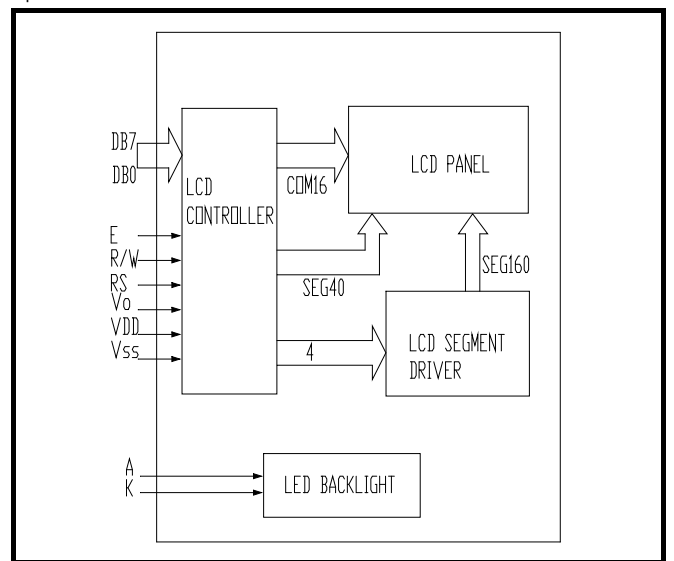 DB7
DB0
LCD
CONTROLLER
COM16
LCD PANEL
E
R/W
RS
Vo
VDD
Vss
SEG40
SEG160
4
LCD SEGMENT
DRIVER
A
K
LED BACKLIGHT